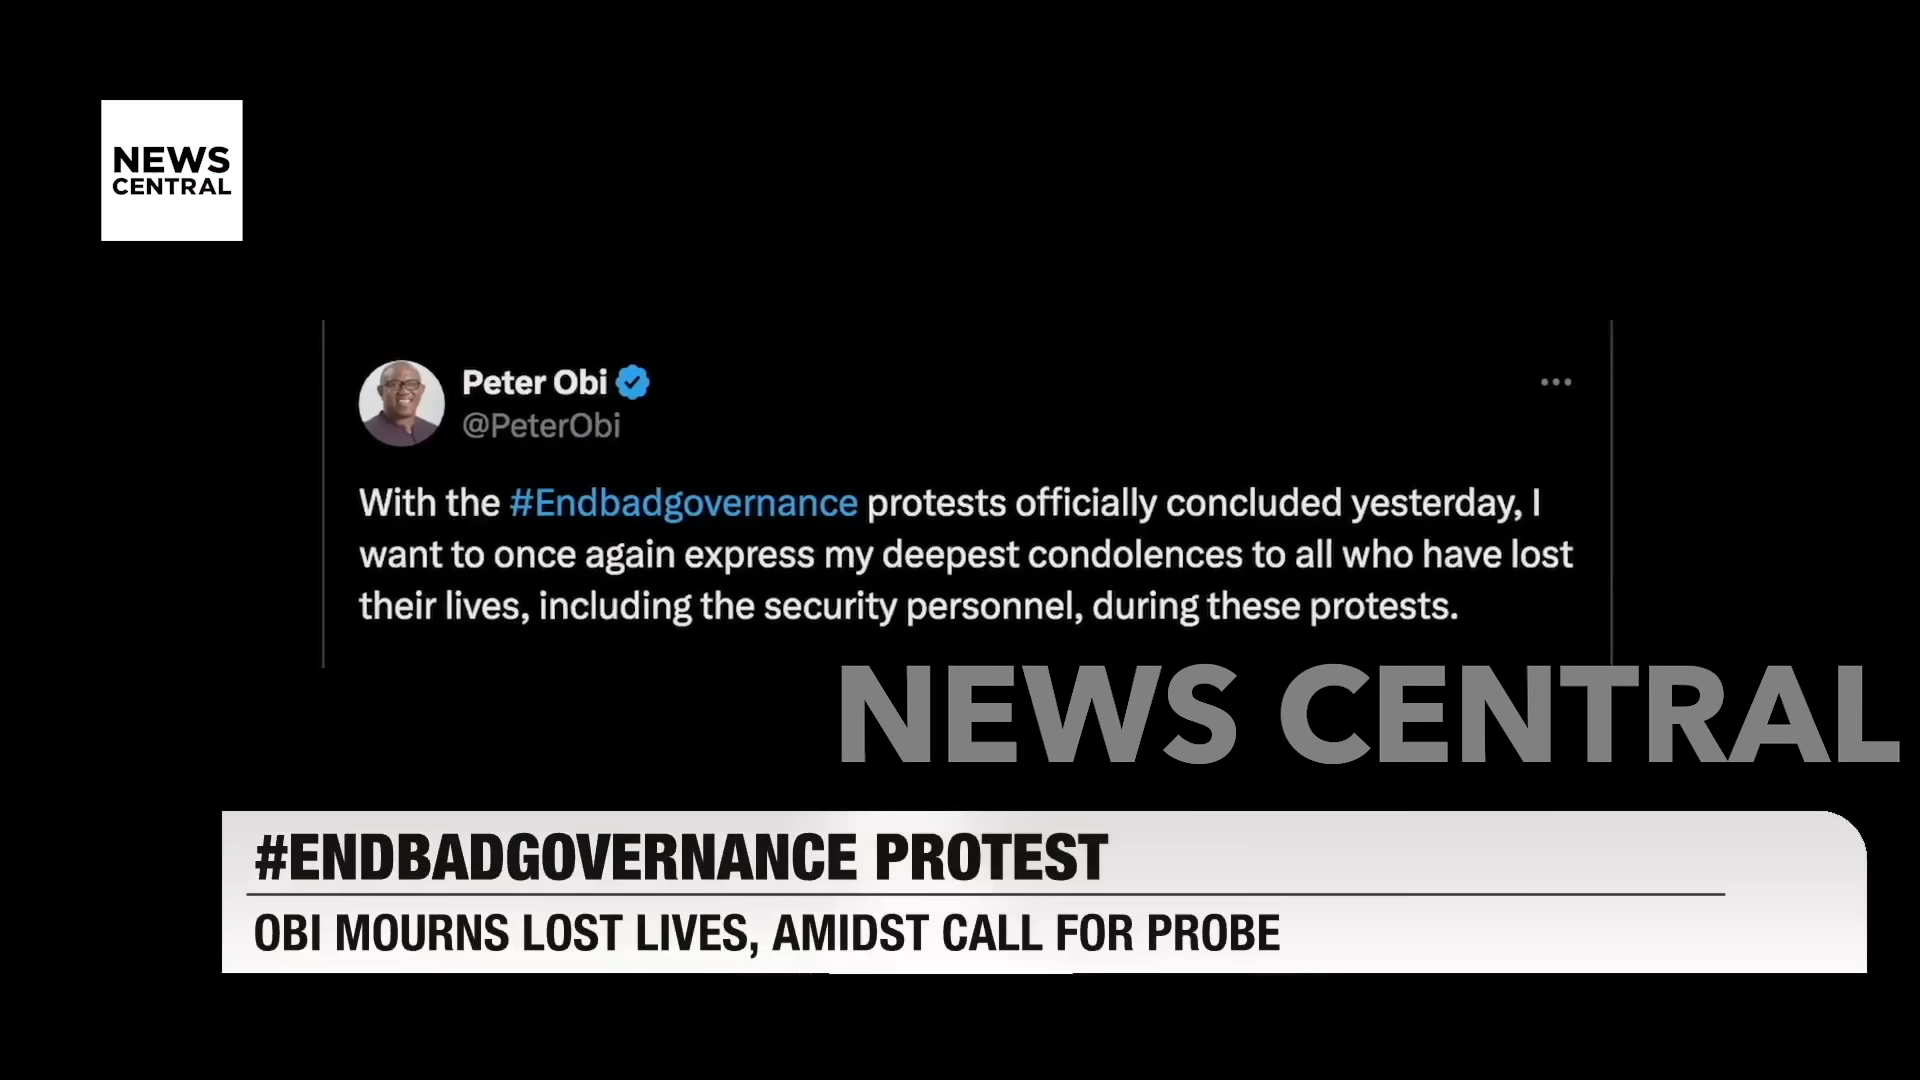 NEWS
CENTRAL
Peter Obi
@PeterObi
With the #Endbadgovernance protests officially concluded yesterday, I
want to once again express my deepest condolences to all who have lost
their lives, including the security personnel, during these protests.
NEWS CENTRAL
#ENDBADGOVERNANCE PROTEST
OBI MOURNS LOST LIVES, AMIDST CALL FOR PROBE